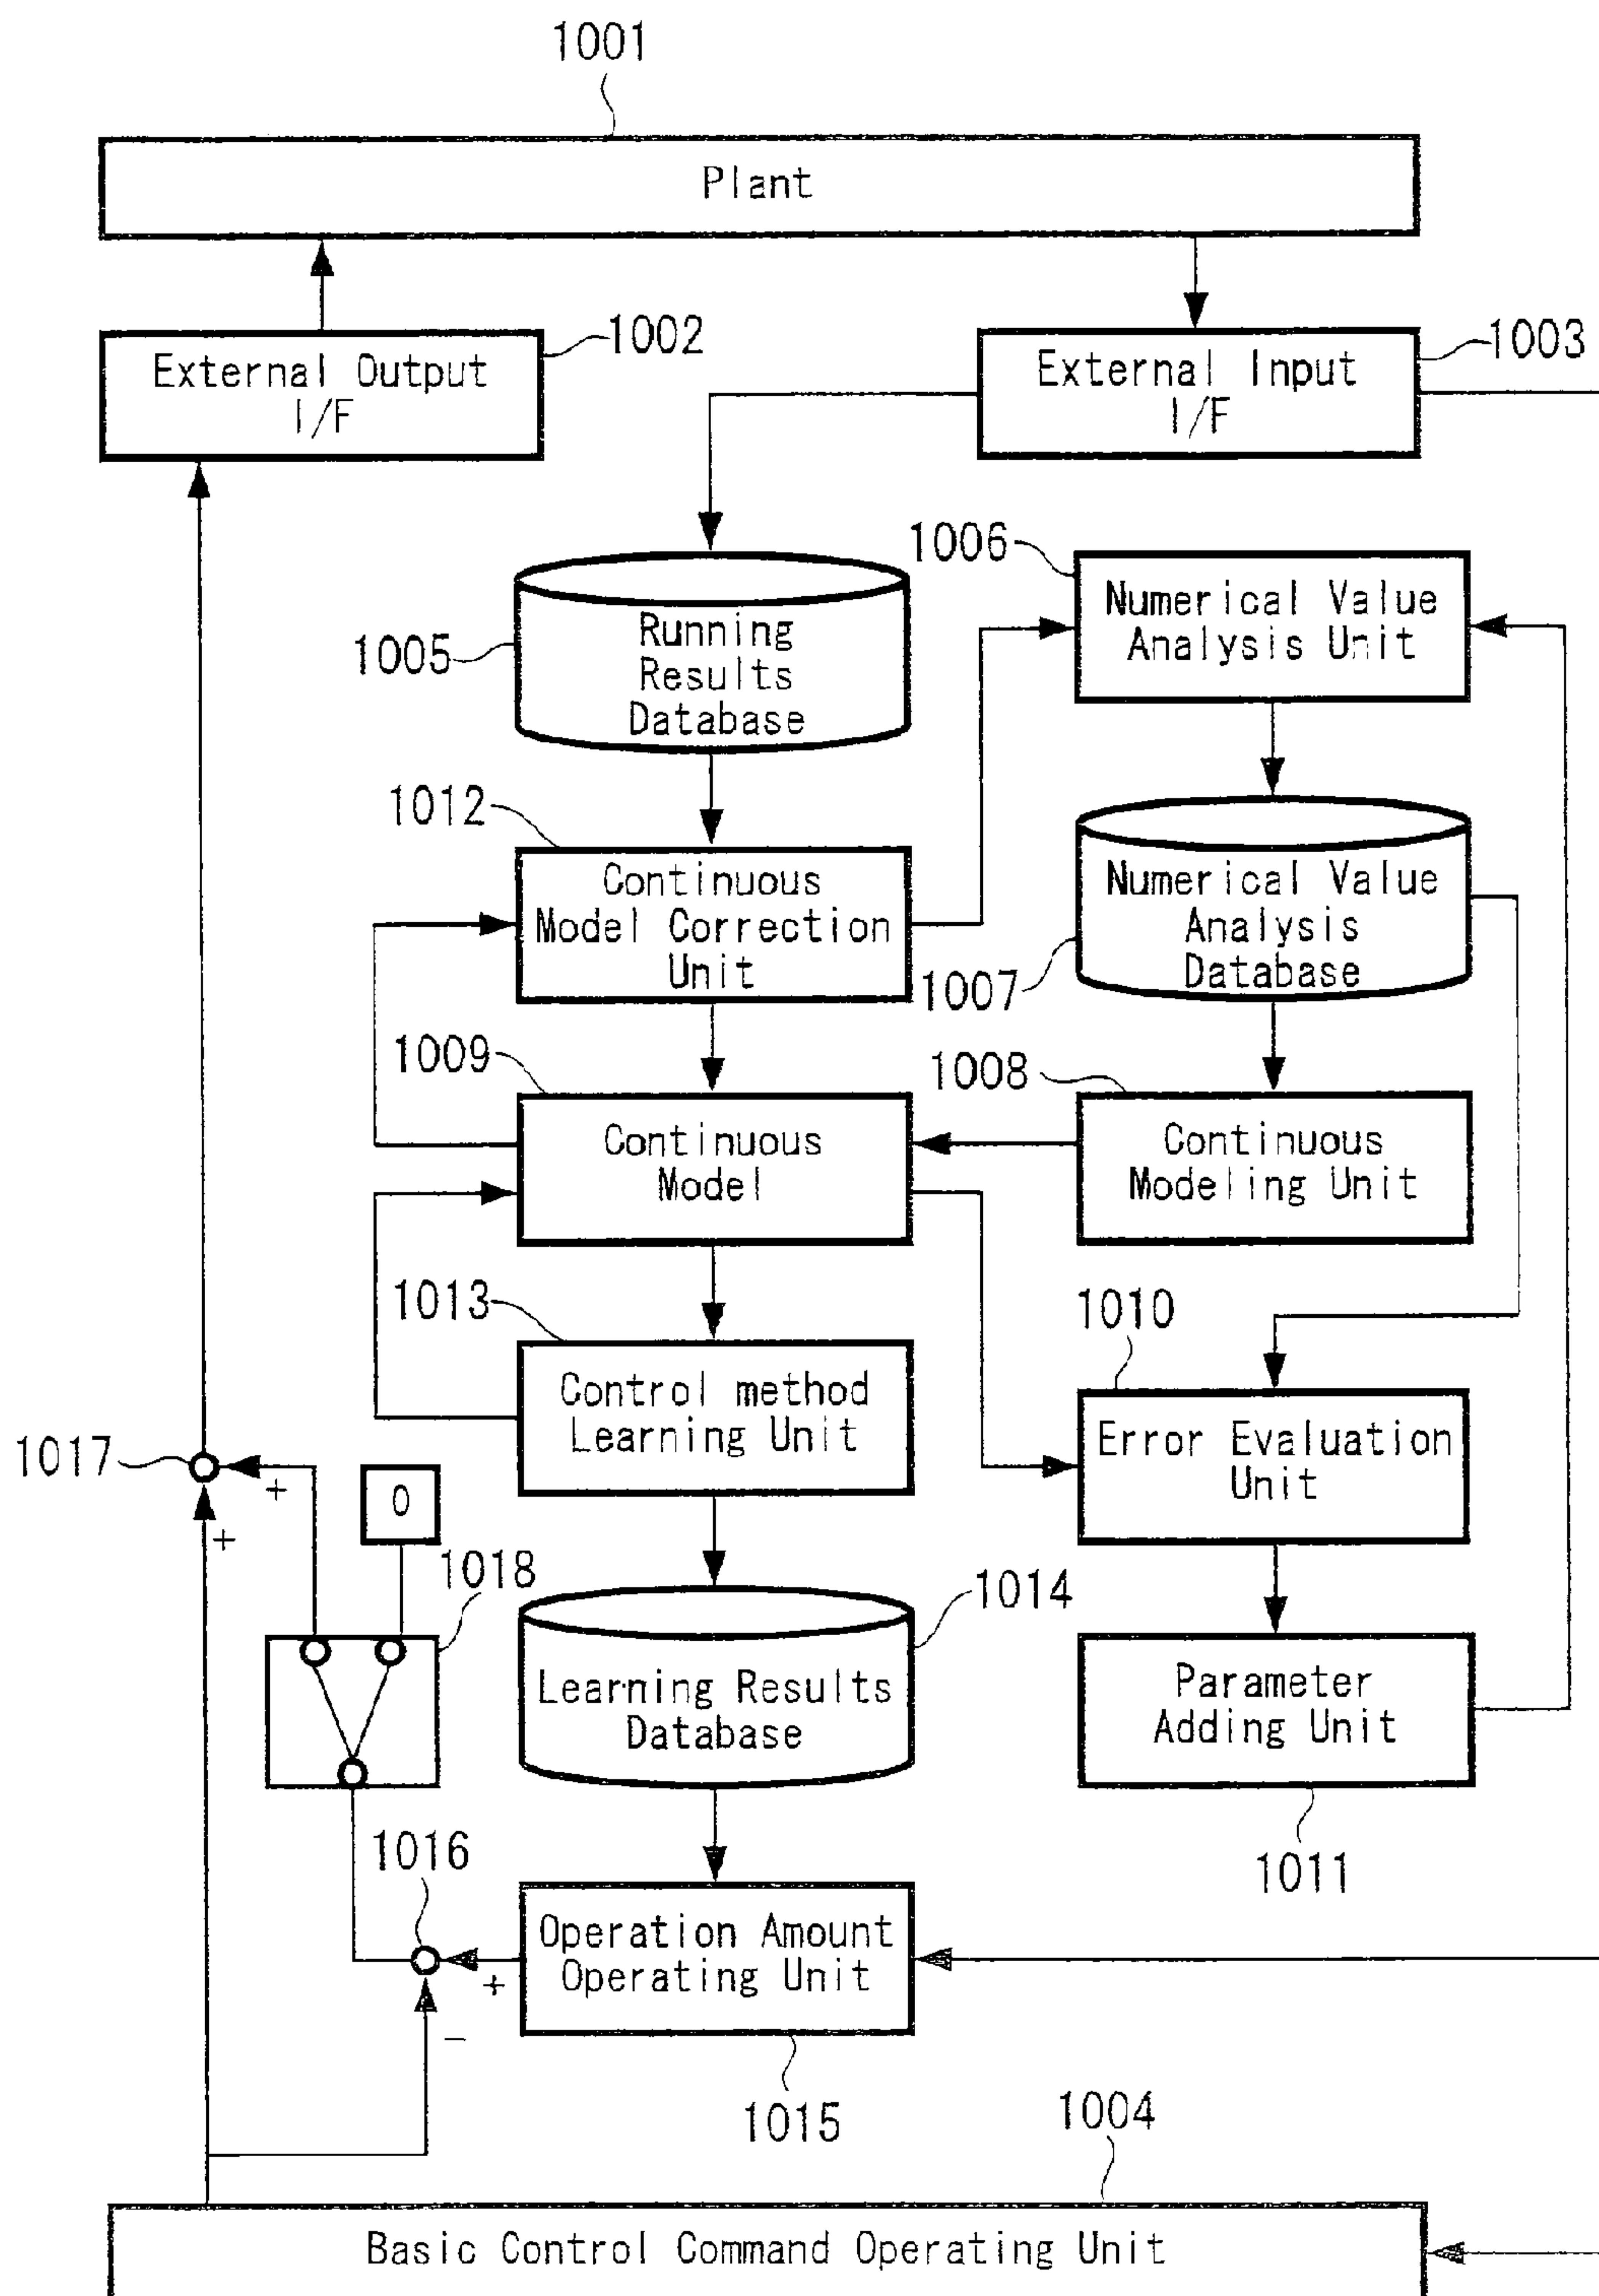 1001
Plant
External Output
I/F
1002
External Input
I/F
1003
1006
Numerical Value
Analysis Unit
1005
Running
Results
Database
1012
Continuous
Model Correction
Unit
Numerical Value
Analysis
Database
1007
1009
1008
Continuous
Model
Continuous
Modeling Unit
1013
1010
Control method
Learning Unit
Error Evaluation
Unit
1017
+
0
+
1018
1014
Learning Results
Database
Parameter
Adding Unit
1016
1011
Operation Amount
Operating Unit
+
−
1015
1004
Basic Control Command Operating Unit